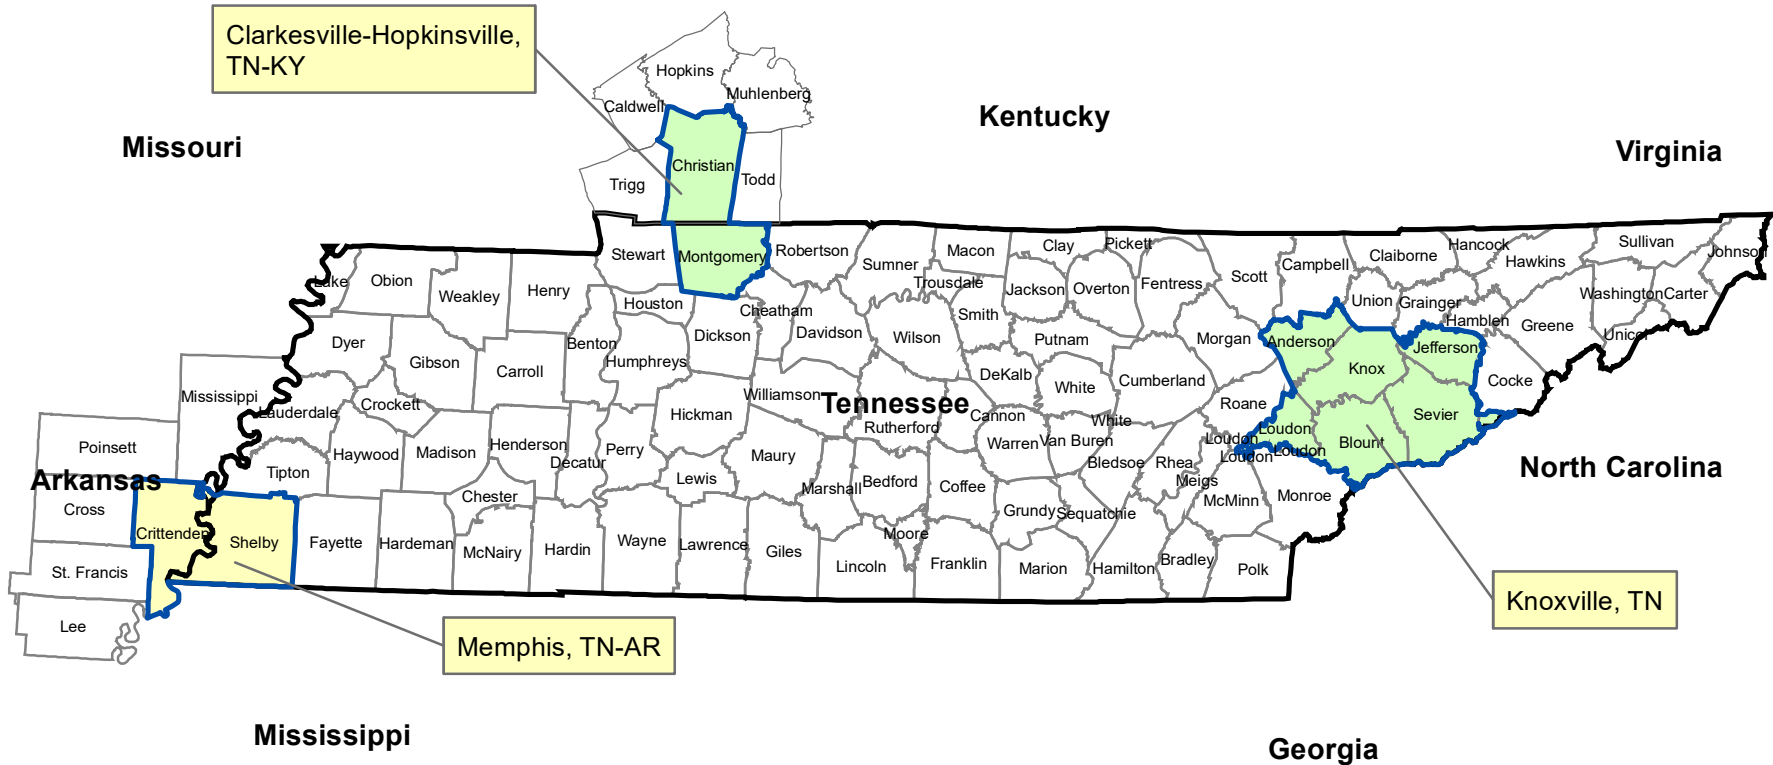 Clarkesville-Hopkinsville,
TN-KY
Hopkins
Muhlenberg
Caldwell
Kentucky
Missouri
Virginia
Christian
Trigg
Todd
Stewart
Montgomery
Robertson
Sumner
Macon
Clay
Pickett
Scott
Campbell
Claiborne
Hancock
Hawkins
Sullivan
Johnson
Lake
Obion
Weakley
Henry
Houston
Cheatham
Trousdale
Jackson
Overton
Fentress
Union
Grainger
Hamblen
Greene
Washington
Carter
Unicoi
Dyer
Gibson
Carroll
Benton
Humphreys
Dickson
Davidson
Wilson
Smith
Putnam
Morgan
Anderson
Knox
Jefferson
Cocke
Mississippi
Lauderdale
Crockett
Hickman
Williamson
Tennessee
Rutherford
Cannon
DeKalb
White
Cumberland
White
Roane
Sevier
Poinsett
Tipton
Haywood
Madison
Henderson
Decatur
Perry
Lewis
Maury
Marshall
Bedford
Coffee
Warren
Van Buren
Bledsoe
Rhea
Meigs
Loudon
Loudon
Loudon
Loudon
Blount
McMinn
Monroe
North Carolina
Arkansas
Cross
Crittenden
Shelby
Fayette
Hardeman
Chester
McNairy
Hardin
Wayne
Lawrence
Giles
Lincoln
Moore
Franklin
Grundy
Sequatchie
Marion
Hamilton
Bradley
Polk
St. Francis
Lee
Memphis, TN-AR
Knoxville, TN
Mississippi
Georgia